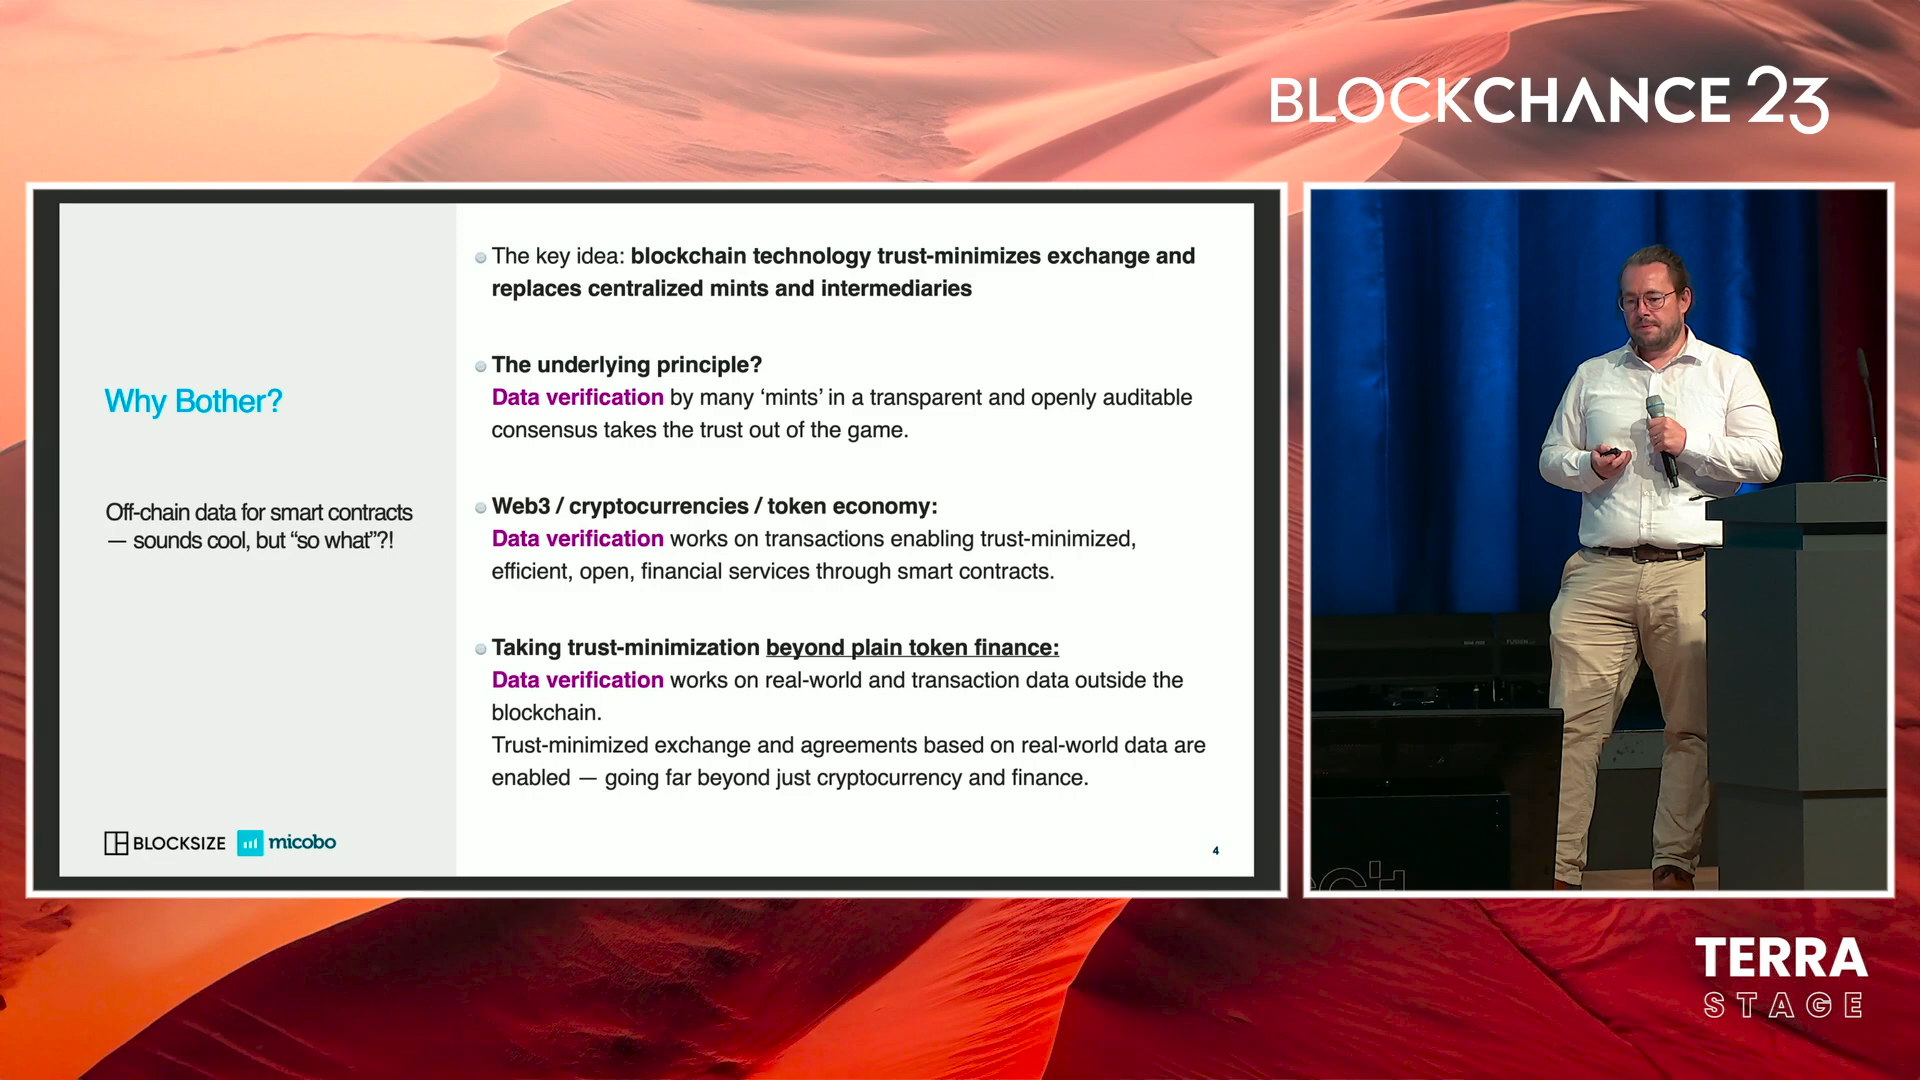 BLOCKCHANCE 23
Why Bother?
Off-chain data for smart contracts
— sounds cool, but “so what”?!
BLOCKSIZE micobo
The key idea: blockchain technology trust-minimizes exchange and
replaces centralized mints and intermediaries
The underlying principle?
Data verification by many ‘mints’ in a transparent and openly auditable
consensus takes the trust out of the game.
Web3 / cryptocurrencies / token economy:
Data verification works on transactions enabling trust-minimized,
efficient, open, financial services through smart contracts.
Taking trust-minimization beyond plain token finance:
Data verification works on real-world and transaction data outside the
blockchain.
Trust-minimized exchange and agreements based on real-world data are
enabled — going far beyond just cryptocurrency and finance.
4
TERRA
STAGE